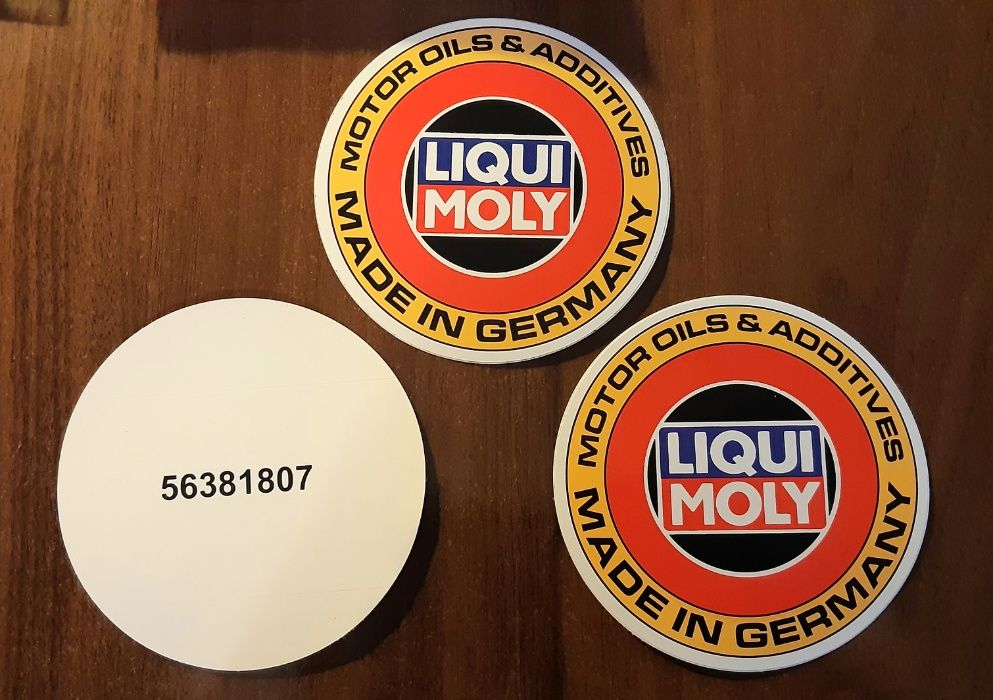 MOTOR OILS & ADDITIVES
LIQUI
MOLY
MADE IN GERMANY
56381807
MOTOR OILS & ADDITIVES
LIQUI
MOLY
MADE IN GERMANY